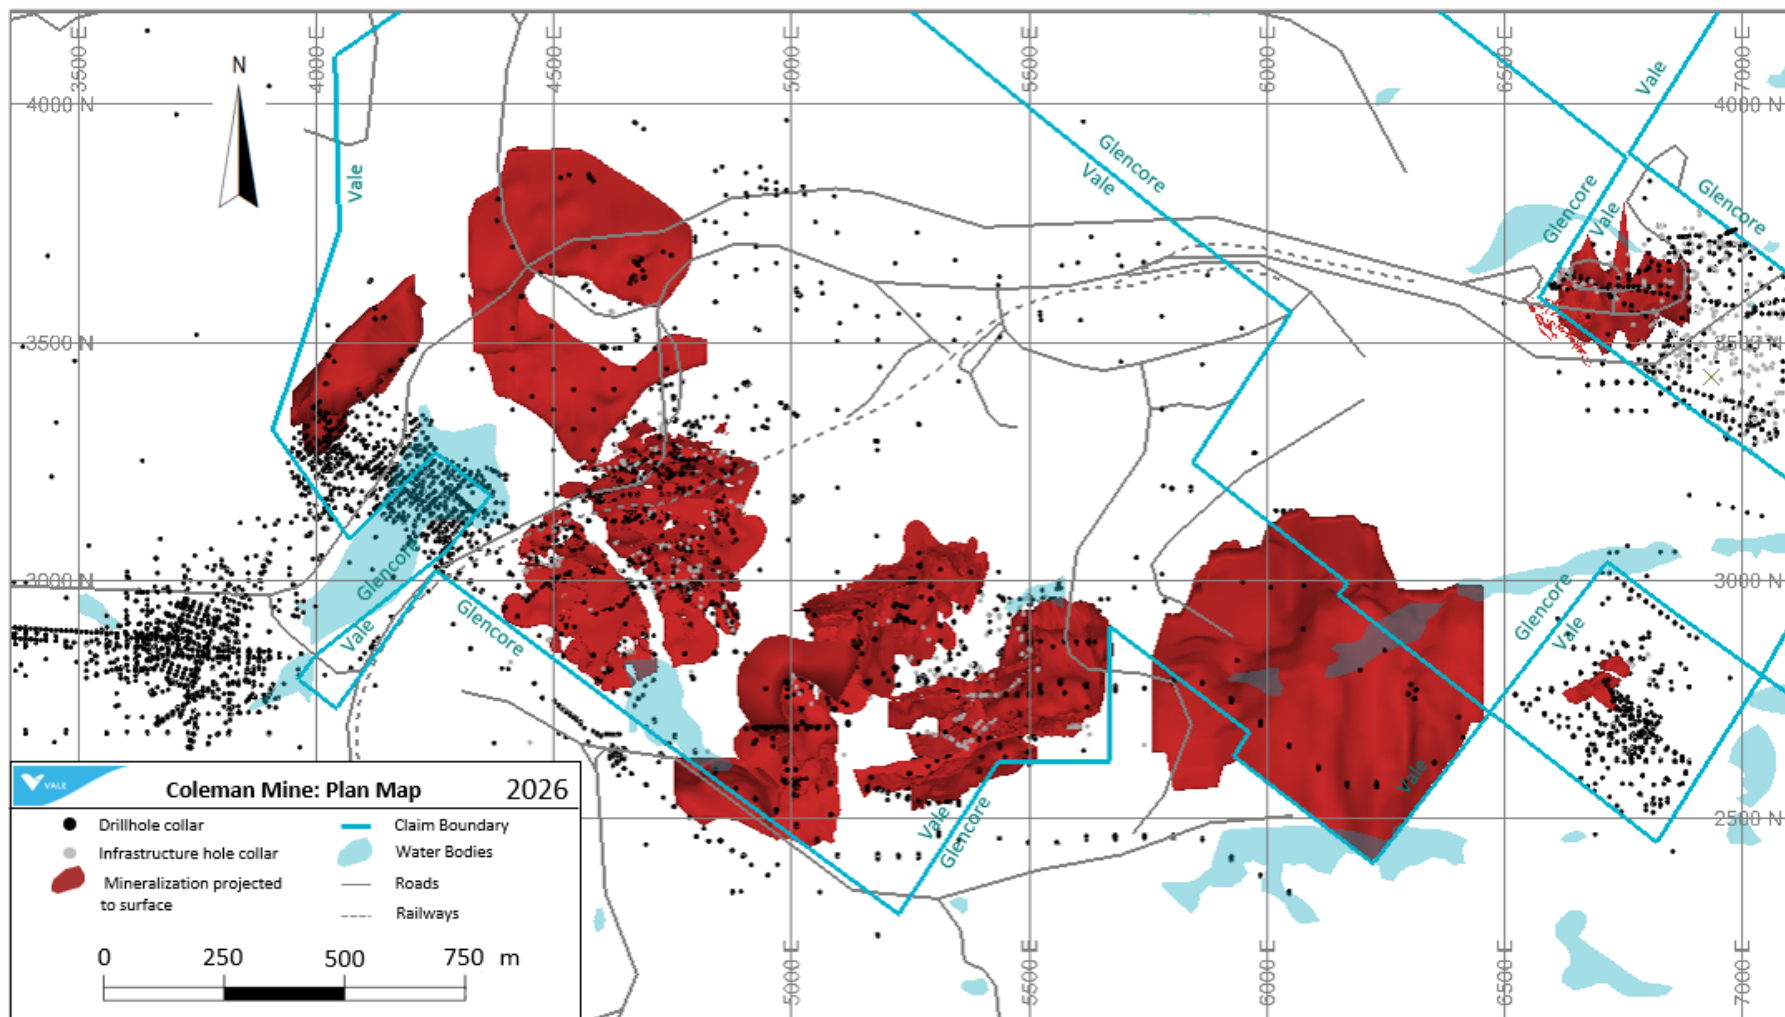 3500 E
4000 E
4500 E
5000 E
5500 E
6000 E
6500 E
7000 E
N
4000 N
4000 N
Vale
Glencore
Vale
Vale
Glencore
Glencore
Vale
3500 N
3500 N
3000 N
3000 N
Glencore
Vale
Glencore
Glencore
Vale
Vale
Vale
Glencore
2500 N
VALE
Coleman Mine: Plan Map
2026
Drillhole collar
Claim Boundary
Infrastructure hole collar
Water Bodies
Mineralization projected
to surface
Roads
Railways
0 250 500 750 m
5000 E
5500 E
6000 E
6500 E
7000 E